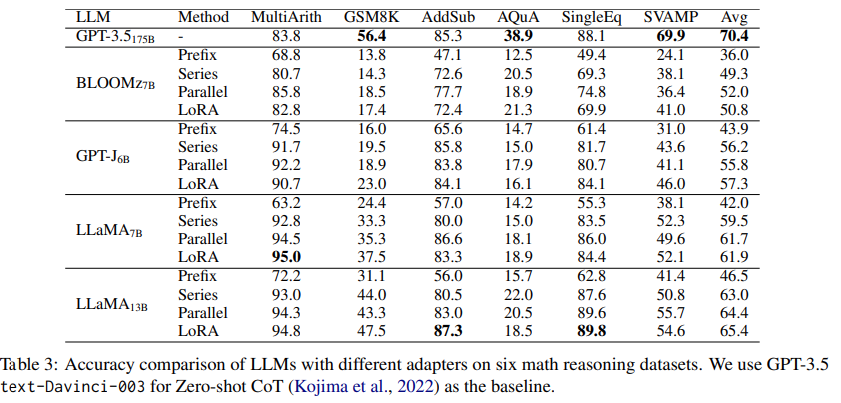 LLM Method MultiArith GSM8K AddSub AQuA SingleEq SVAMP Avg
GPT-3.5175B - 83.8 56.4 85.3 38.9 88.1 69.9 70.4
BLOOMz7B
Prefix 68.8 13.8 47.1 12.5 49.4 24.1 36.0
Series 80.7 14.3 72.6 20.5 69.3 38.1 49.3
Parallel 85.8 18.5 77.7 18.9 74.8 36.4 52.0
LoRA 82.8 17.4 72.4 21.3 69.9 41.0 50.8
GPT-J6B
Prefix 74.5 16.0 65.6 14.7 61.4 31.0 43.9
Series 91.7 19.5 85.8 15.0 81.7 43.6 56.2
Parallel 92.2 18.9 83.8 17.9 80.7 41.1 55.8
LoRA 90.7 23.0 84.1 16.1 84.1 46.0 57.3
LLaMA7B
Prefix 63.2 24.4 57.0 14.2 55.3 38.1 42.0
Series 92.8 33.3 80.0 15.0 83.5 52.3 59.5
Parallel 94.5 35.3 86.6 18.1 86.0 49.6 61.7
LoRA 95.0 37.5 83.3 18.9 84.4 52.1 61.9
LLaMA13B
Prefix 72.2 31.1 56.0 15.7 62.8 41.4 46.5
Series 93.0 44.0 80.5 22.0 87.6 50.8 63.0
Parallel 94.3 43.3 83.0 20.5 89.6 55.7 64.4
LoRA 94.8 47.5 87.3 18.5 89.8 54.6 65.4
Table 3: Accuracy comparison of LLMs with different adapters on six math reasoning datasets. We use GPT-3.5
text-Davinci-003 for Zero-shot CoT (Kojima et al., 2022) as the baseline.